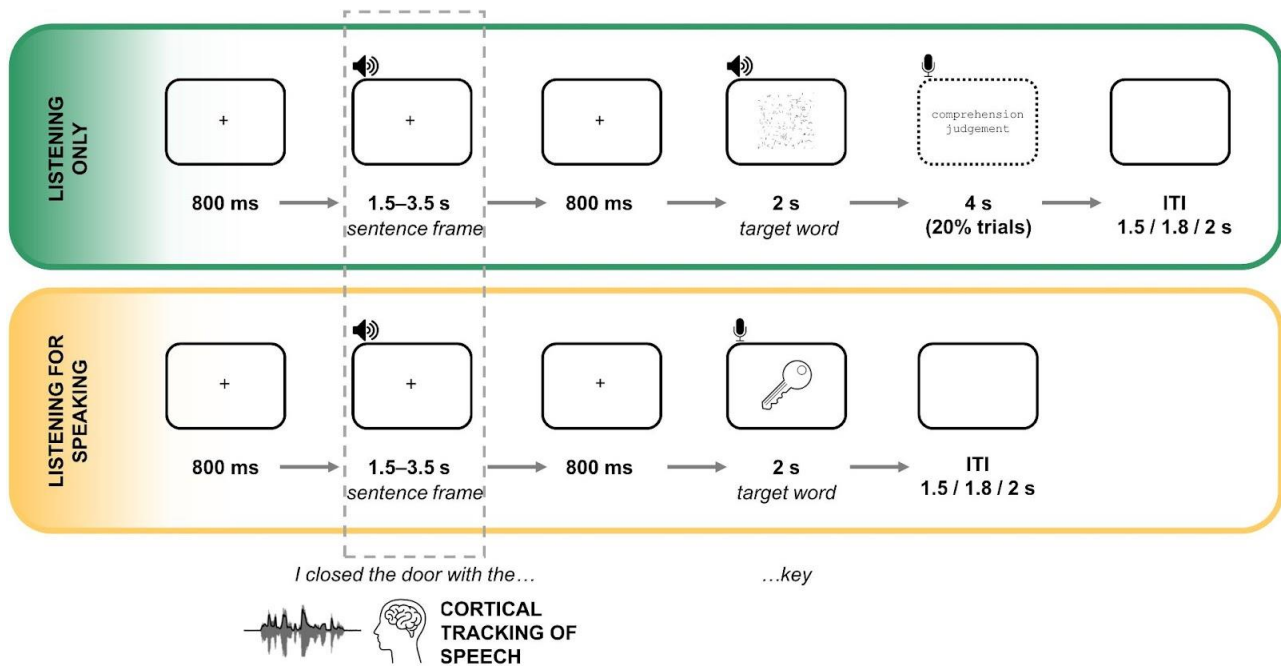 LISTENING
ONLY
+
+
+
comprehension
judgement
800 ms
1.5–3.5 s
800 ms
2 s
4 s
ITI
sentence frame
target word
(20% trials)
1.5 / 1.8 / 2 s
LISTENING FOR
SPEAKING
+
+
+
800 ms
1.5–3.5 s
800 ms
2 s
ITI
sentence frame
target word
1.5 / 1.8 / 2 s
I closed the door with the…
…key
CORTICAL
TRACKING OF
SPEECH